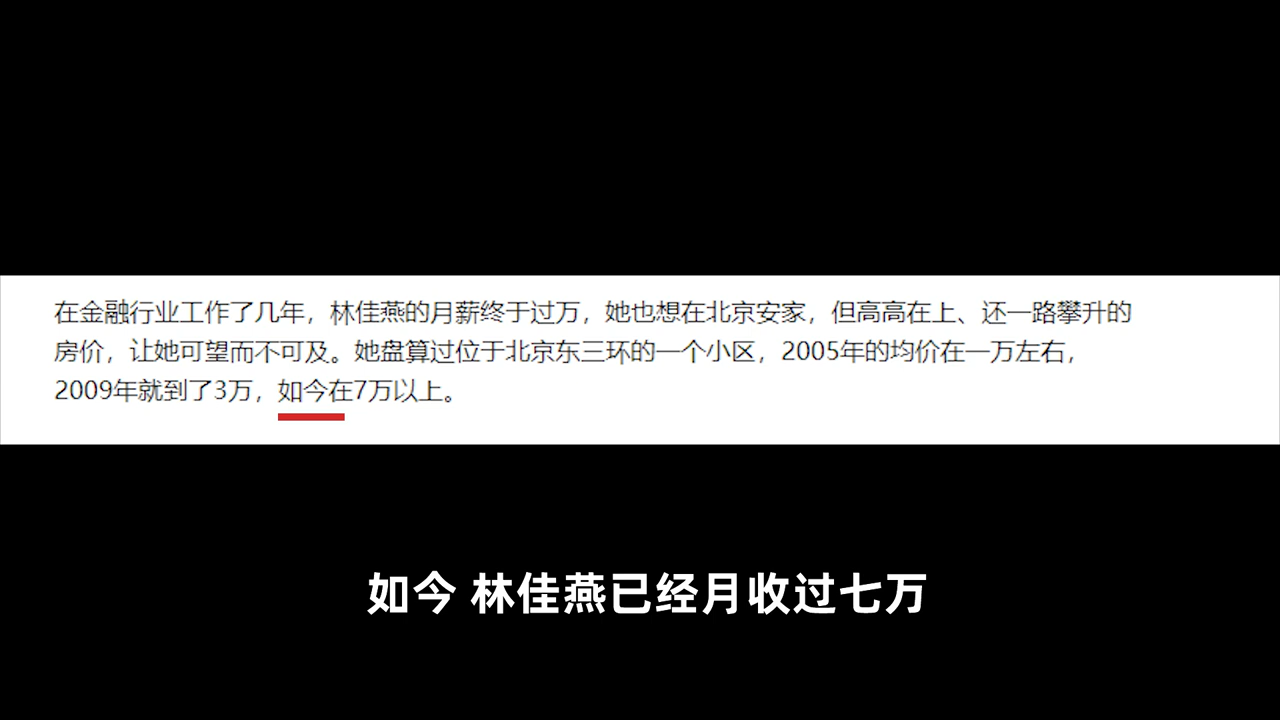 在金融行业工作了几年，林佳燕的月薪终于过万，她也想在北京安家，但高高在上、还一路攀升的
房价，让她可望而不可及。她盘算过位于北京东三环的一个小区，2005年的均价在一万左右，
2009年就到了3万，如今在7万以上。
如今 林佳燕已经月收过七万